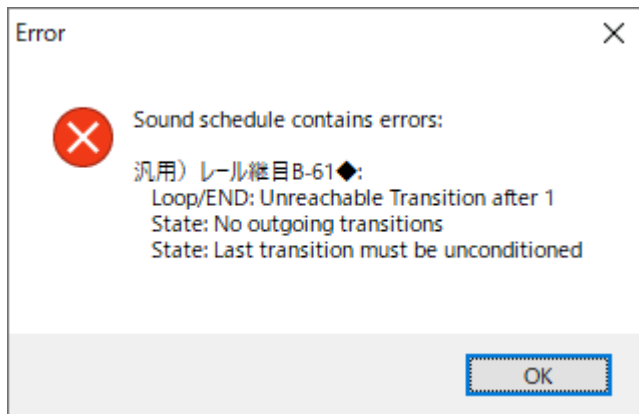 Error
Sound schedule contains errors:
汎用）レール継目B-61◆:
Loop/END: Unreachable Transition after 1
State: No outgoing transitions
State: Last transition must be unconditioned
OK